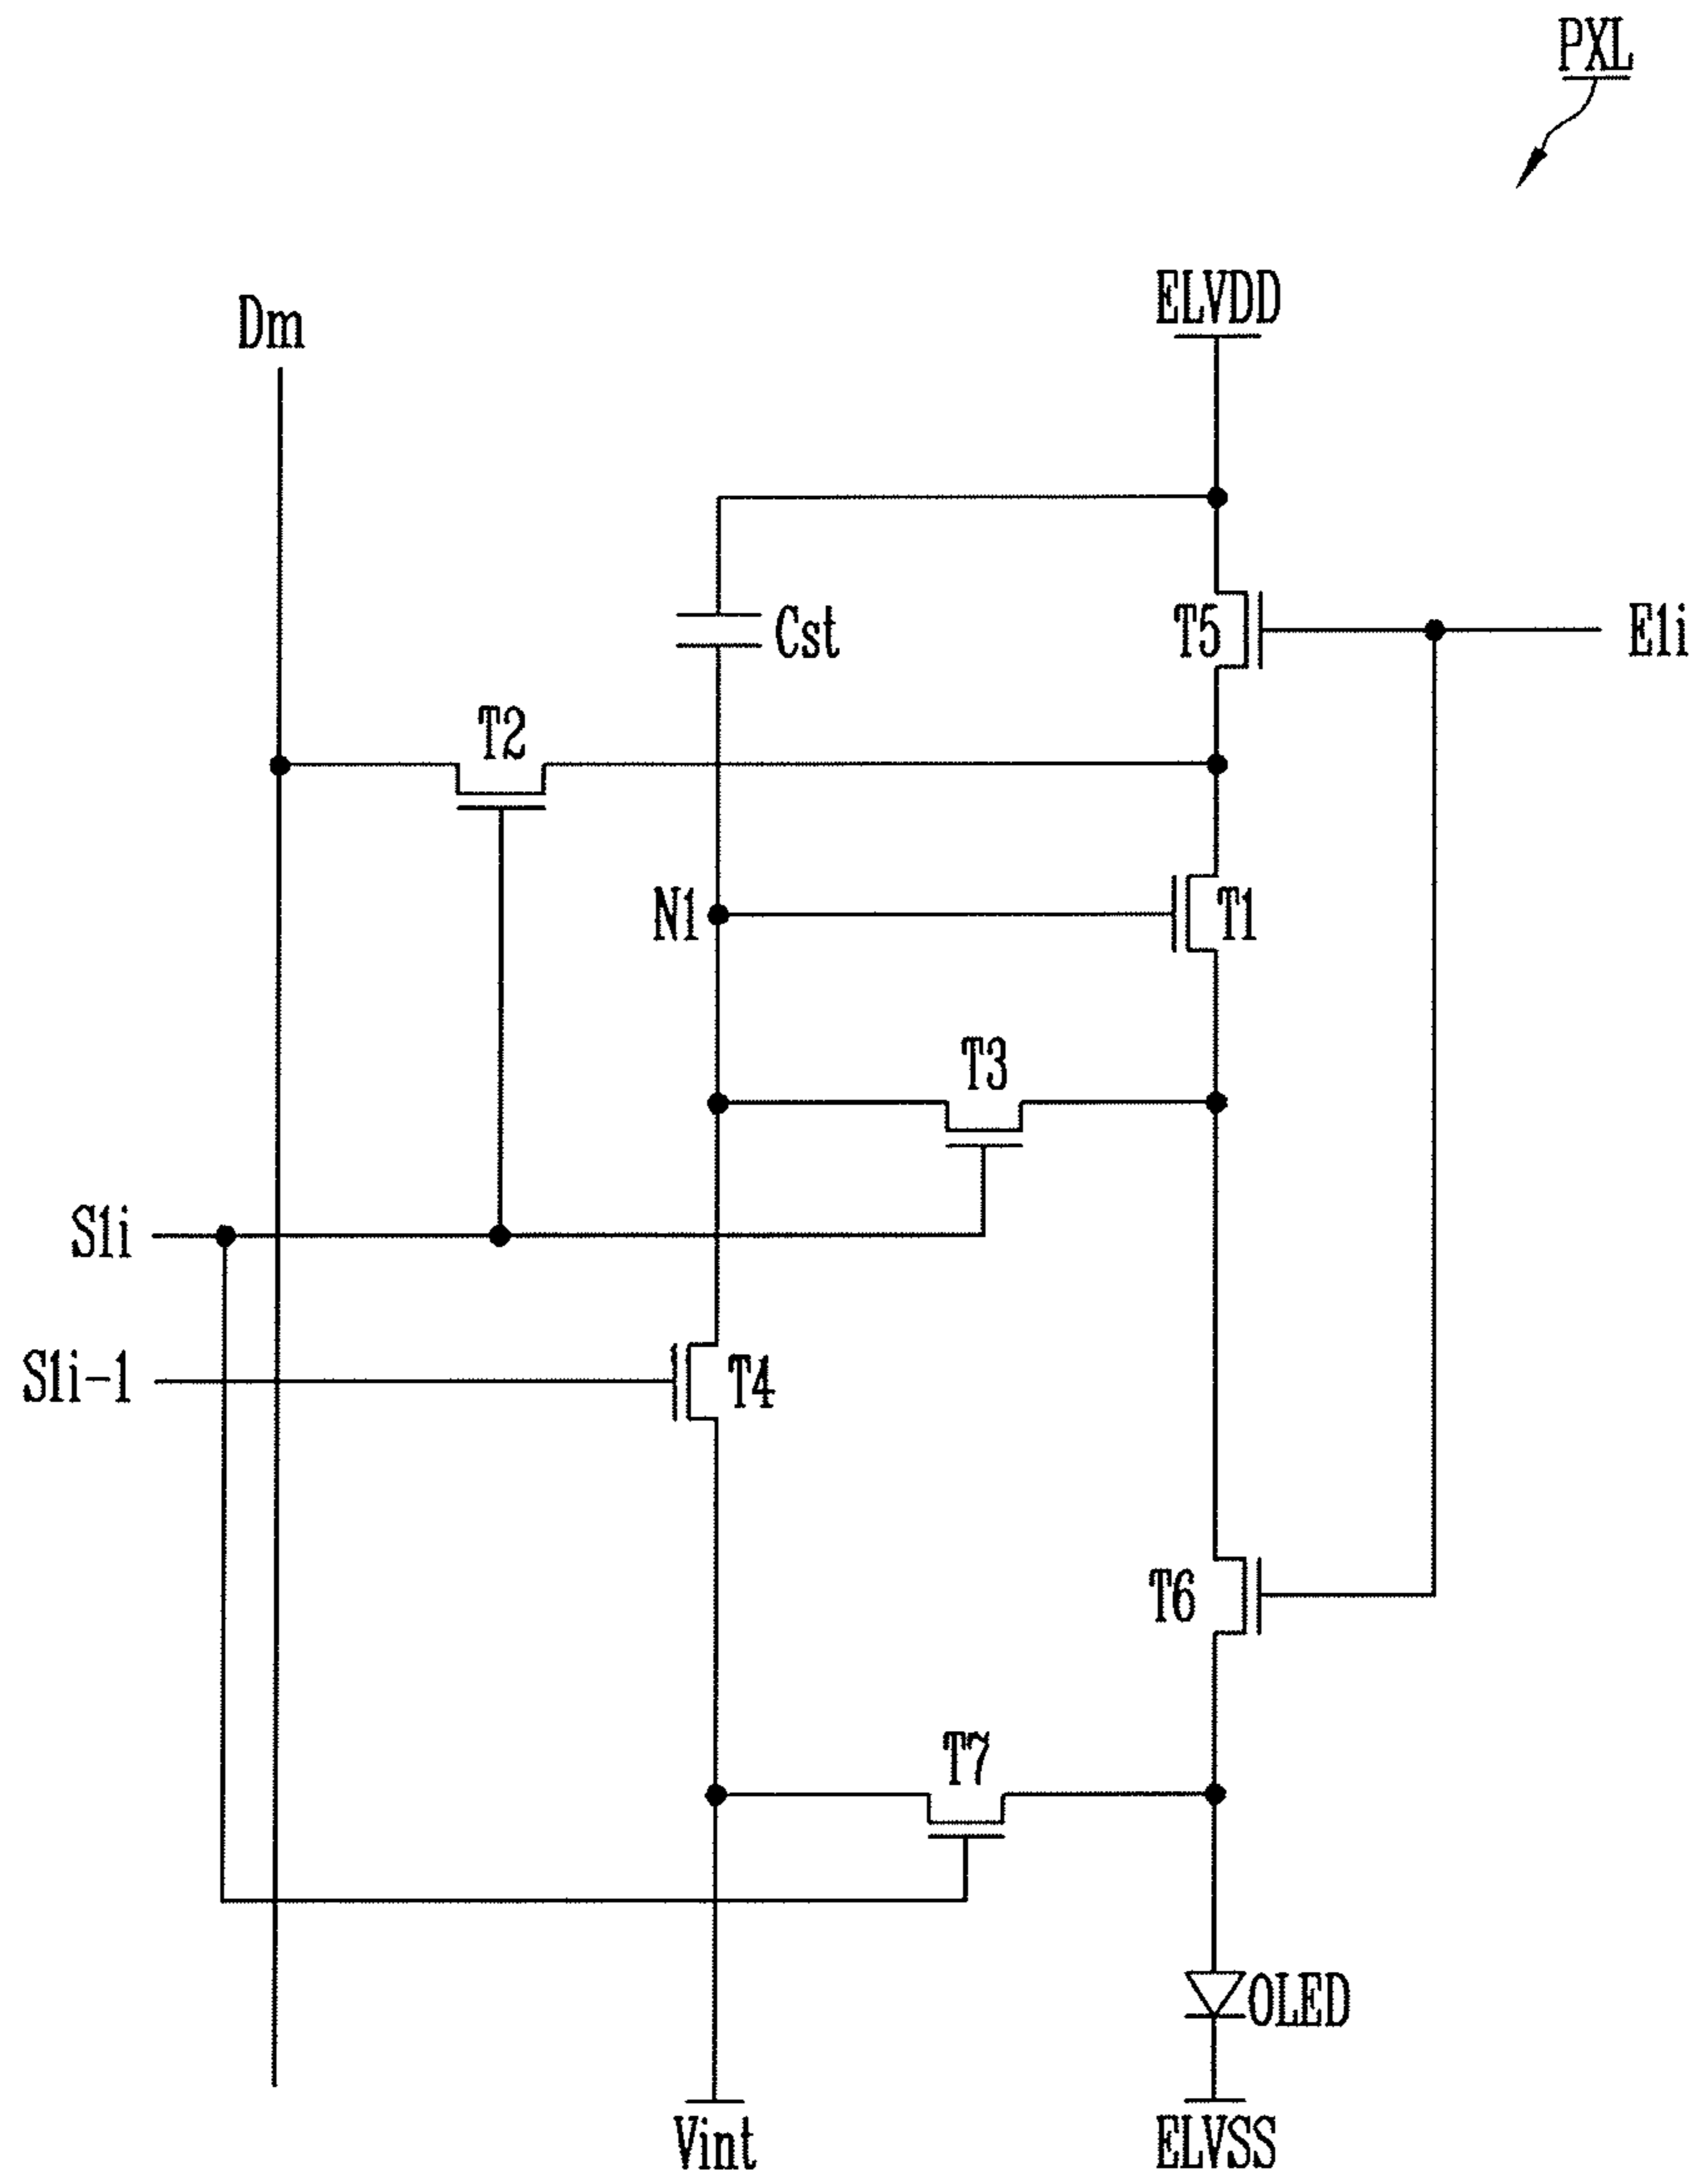 PXL
ELVDD
Dm
Cst
T5
E1i
T2
N1
T1
T3
S1i
S1i-1
T4
T6
T7
OLED
Vint
ELVSS